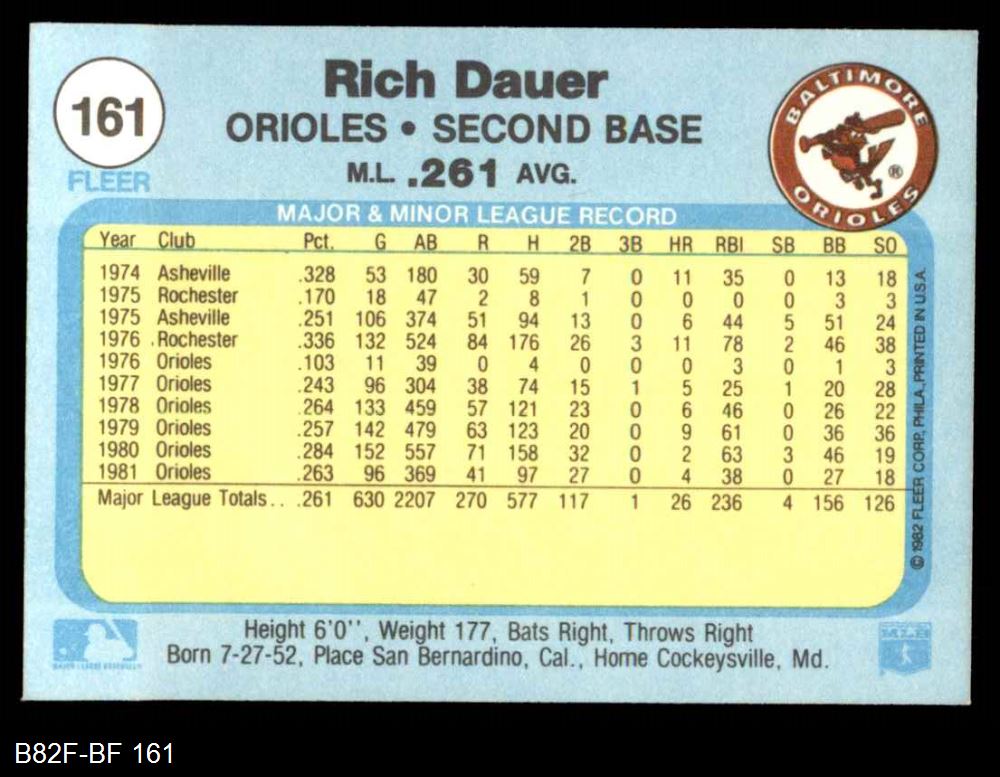 161
FLEER
Rich Dauer
ORIOLES • SECOND BASE
M.L. .261 AVG.
BALTIMORE
ORIOLES
®
MAJOR & MINOR LEAGUE RECORD
Year Club Pct. G AB R H 2B 3B HR RBI SB BB SO
1974 Asheville .328 53 180 30 59 7 0 11 35 0 13 18
1975 Rochester .170 18 47 2 8 1 0 0 0 0 3 3
1975 Asheville .251 106 374 51 94 13 0 6 44 5 51 24
1976 Rochester .336 132 524 84 176 26 3 11 78 2 46 38
1976 Orioles .103 11 39 0 4 0 0 0 3 0 1 3
1977 Orioles .243 96 304 38 74 15 1 5 25 1 20 28
1978 Orioles .264 133 459 57 121 23 0 6 46 0 26 22
1979 Orioles .257 142 479 63 123 20 0 9 61 0 36 36
1980 Orioles .284 152 557 71 158 32 0 2 63 3 46 19
1981 Orioles .263 96 369 41 97 27 0 4 38 0 27 18
Major League Totals.. .261 630 2207 270 577 117 1 26 236 4 156 126
© 1982 FLEER CORP., PHILA., PRINTED IN U.S.A.
Height 6'0'', Weight 177, Bats Right, Throws Right
Born 7-27-52, Place San Bernardino, Cal., Home Cockeysville, Md.
MAJOR LEAGUE BASEBALL
B82F-BF 161